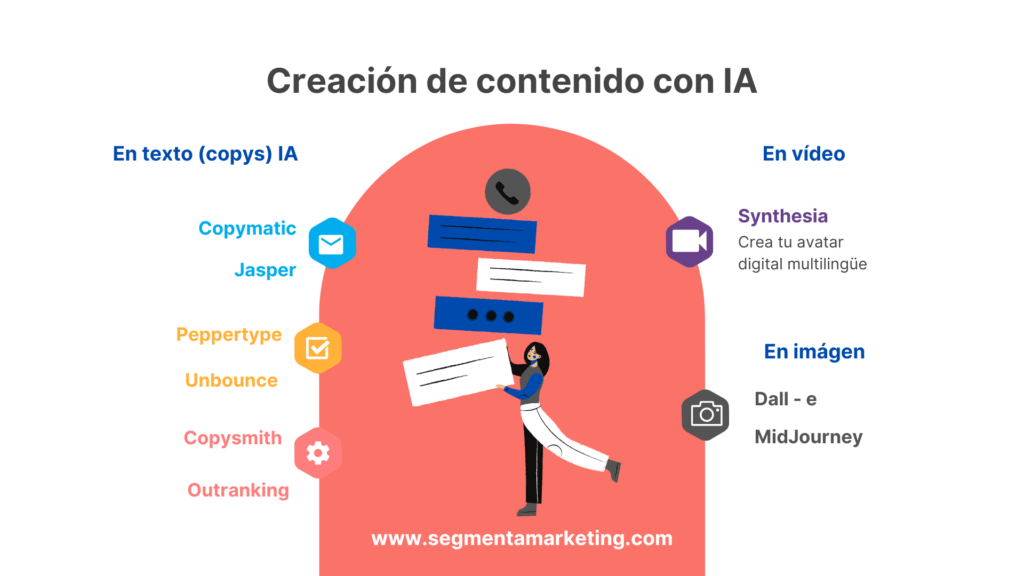 Creación de contenido con IA
En texto (copys) IA
Copymatic
Jasper
Peppertype
Unbounce
Copysmith
Outranking
En vídeo
Synthesia
Crea tu avatar
digital multilingüe
En imágen
Dall - e
MidJourney
www.segmentamarketing.com